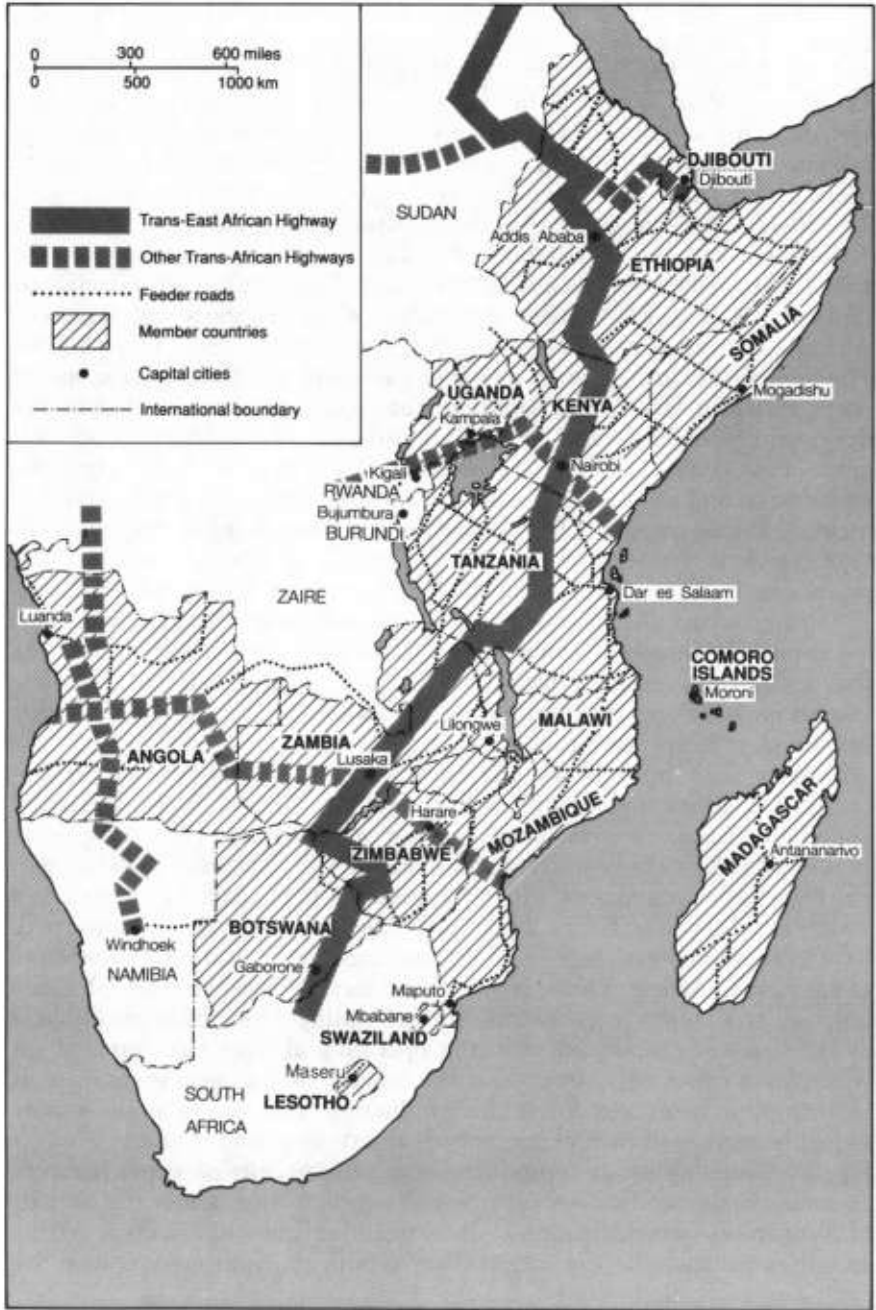 0 300 600 miles
0 500 1000 km
Trans-East African Highway
Other Trans-African Highways
Feeder roads
Member countries
Capital cities
International boundary
SUDAN
DJIBOUTI
Djibouti
Addis Ababa
ETHIOPIA
SOMALIA
Mogadishu
UGANDA
Kampala
KENYA
Nairobi
Kigali
RWANDA
Bujumbura
BURUNDI
TANZANIA
ZAIRE
Dar es Salaam
Luanda
COMORO
ISLANDS
Moroni
ANGOLA
ZAMBIA
Lusaka
Lilongwe
MALAWI
Harare
ZIMBABWE
MOZAMBIQUE
MADAGASCAR
Antananarivo
Windhoek
NAMIBIA
BOTSWANA
Gaborone
Maputo
Mbabane
SWAZILAND
Maseru
LESOTHO
SOUTH
AFRICA